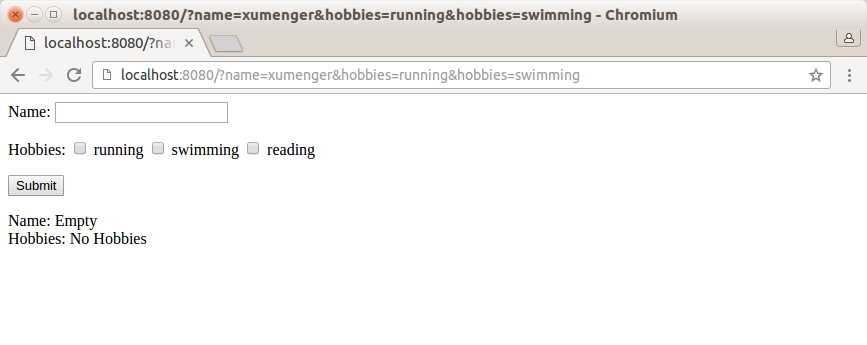 localhost:8080/?name=xumenger&hobbies=running&hobbies=swimming - Chromium
localhost:8080/?na
localhost:8080/?name=xumenger&hobbies=running&hobbies=swimming
Name:
Hobbies: running swimming reading
Submit
Name: Empty
Hobbies: No Hobbies